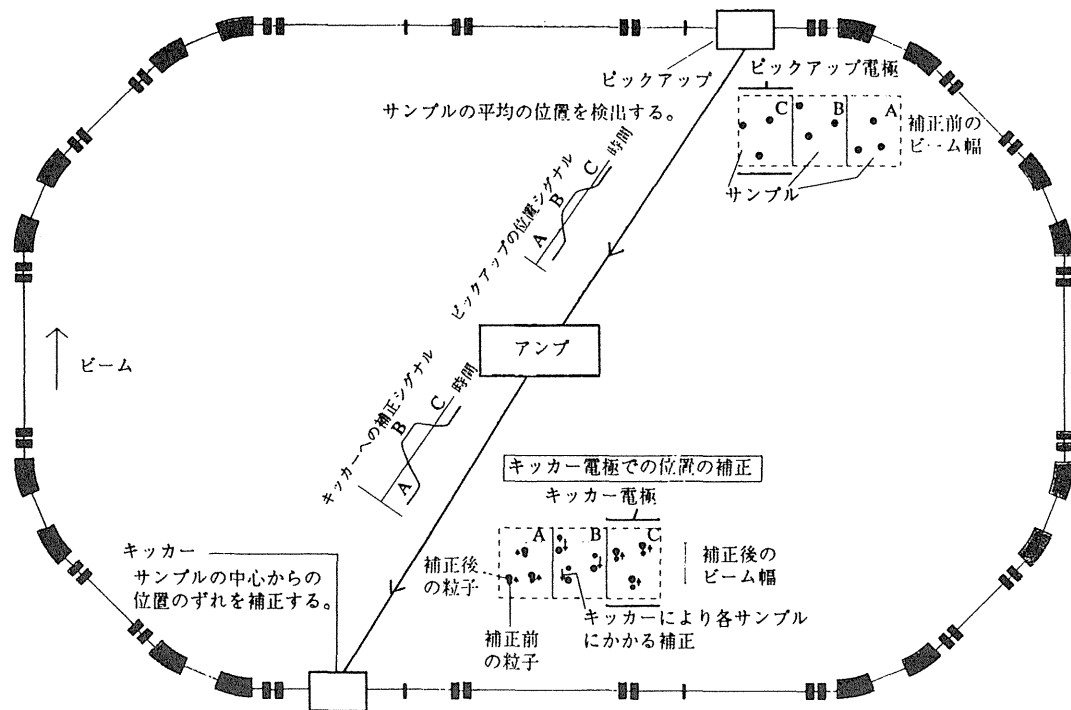 ピックアップ
ピックアップ電極
サンプルの平均の位置を検出する。
C
B
A
補正前の
ビーム幅
サンプル
ピックアップの位置シグナル
A
B
C
時間
アンプ
ビーム
キッカーへの補正シグナル
A
B
C
時間
キッカー電極での位置の補正
キッカー電極
A
B
C
補正後の
ビーム幅
補正後
の粒子
補正前
の粒子
キッカーにより各サンプル
にかかる補正
キッカー
サンプルの中心からの
位置のずれを補正する。